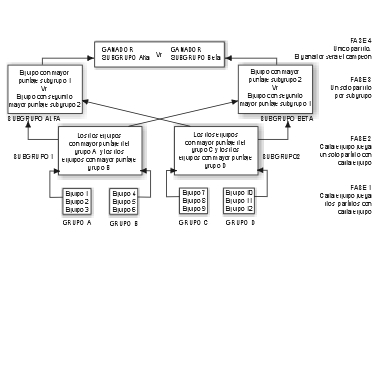 GANADOR
SUBGRUPO Alfa
Vr
GANADOR
SUBGRUPO Beta
FASE 4
Unico partido.
El ganador será el campeón
Equipo con mayor
puntaje subgrupo 1
Vr
Equipo con segundo
mayor puntaje subgrupo 2
SUBGRUPO ALFA
Equipo con mayor
puntaje subgrupo 2
Vr
Equipo con segundo
mayor puntaje subgrupo 1
SUBGRUPO BETA
FASE 3
Un solo partido
por subgrupo
Los dos equipos
con mayor puntaje del
grupo A y los dos
equipos con mayor puntaje
grupo B
SUBGRUPO 1
Los dos equipos
con mayor puntaje del
grupo C y los dos
equipos con mayor puntaje
grupo D
SUBGRUPO 2
FASE 2
Cada equipo juega
un solo partido con
cada equipo
Equipo 1
Equipo 2
Equipo 3
GRUPO A
Equipo 4
Equipo 5
Equipo 6
GRUPO B
Equipo 7
Equipo 8
Equipo 9
GRUPO C
Equipo 10
Equipo 11
Equipo 12
GRUPO D
FASE 1
Cada equipo juega
dos partidos con
cada equipo